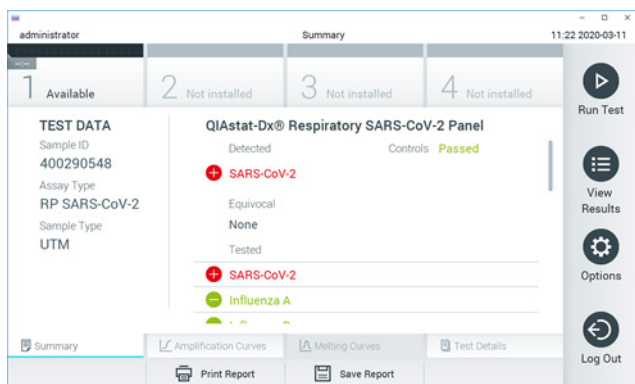 administrator
Summary
11:22 2020-03-11
1 Available
2 Not installed
3 Not installed
4 Not installed
Run Test
View
Results
Options
Log Out
TEST DATA
Sample ID
400290548
Assay Type
RP SARS-CoV-2
Sample Type
UTM
QIAstat-Dx® Respiratory SARS-CoV-2 Panel
Detected
Controls Passed
SARS-CoV-2
Equivocal
None
Tested
SARS-CoV-2
Influenza A
Summary
Amplification Curves
Melting Curves
Test Details
Print Report
Save Report